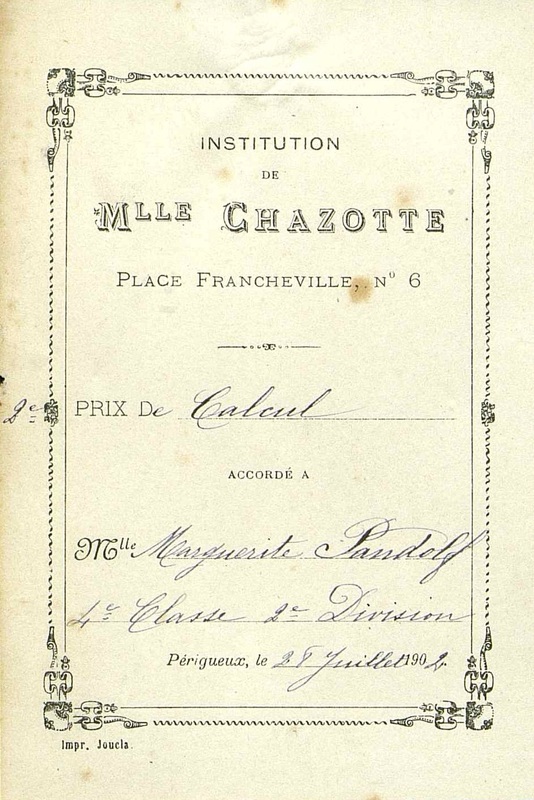 INSTITUTION
DE
MLLE CHAZOTTE
PLACE FRANCHEVILLE, No 6
2e PRIX De Calcul
ACCORDÉ A
Mlle Marguerite Pandolf
4e Classe 2e Division
Périgueux, le Juillet 1902
Impr. Joucla